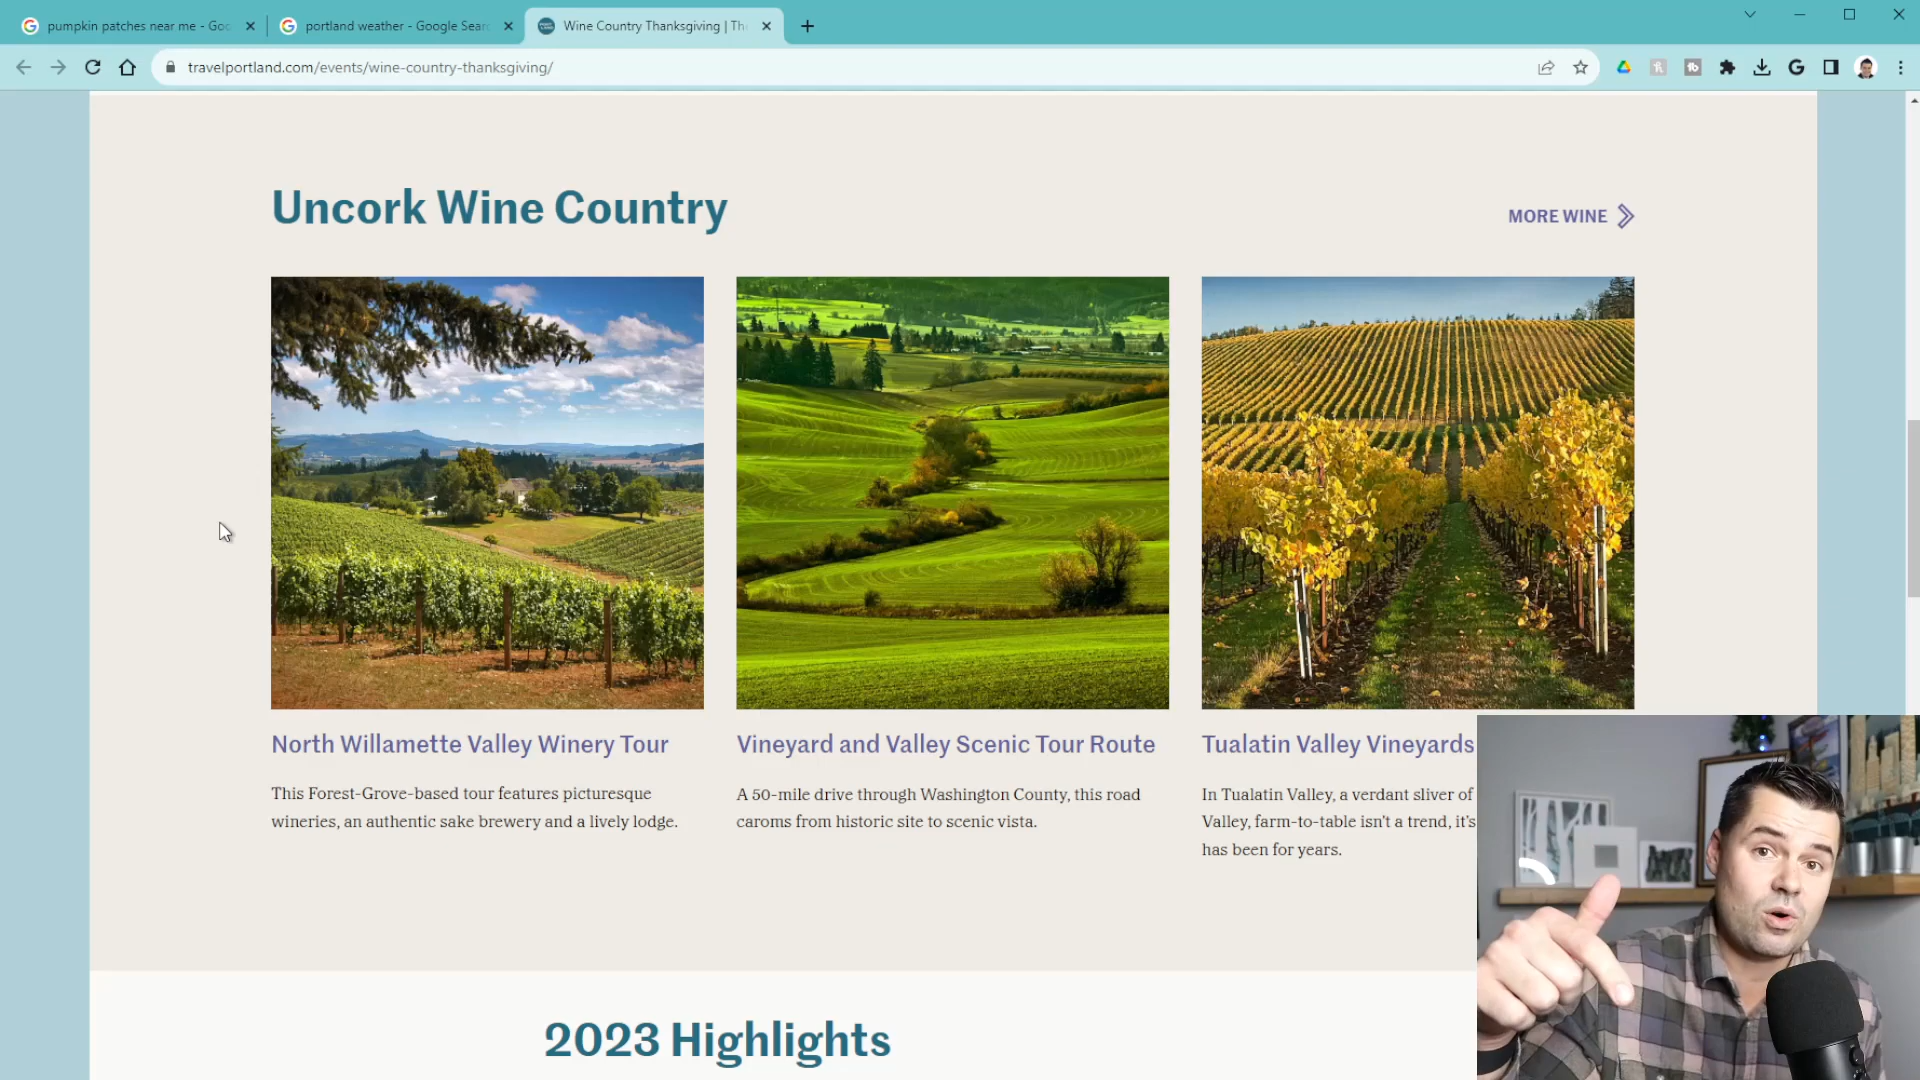 pumpkin patches near me - Goo
portland weather - Google Searc
Wine Country Thanksgiving | Th
travelportland.com/events/wine-country-thanksgiving/
Uncork Wine Country
MORE WINE
North Willamette Valley Winery Tour
This Forest-Grove-based tour features picturesque
wineries, an authentic sake brewery and a lively lodge.
Vineyard and Valley Scenic Tour Route
A 50-mile drive through Washington County, this road
caroms from historic site to scenic vista.
Tualatin Valley Vineyards
In Tualatin Valley, a verdant sliver of
Valley, farm-to-table isn't a trend, it's
has been for years.
2023 Highlights